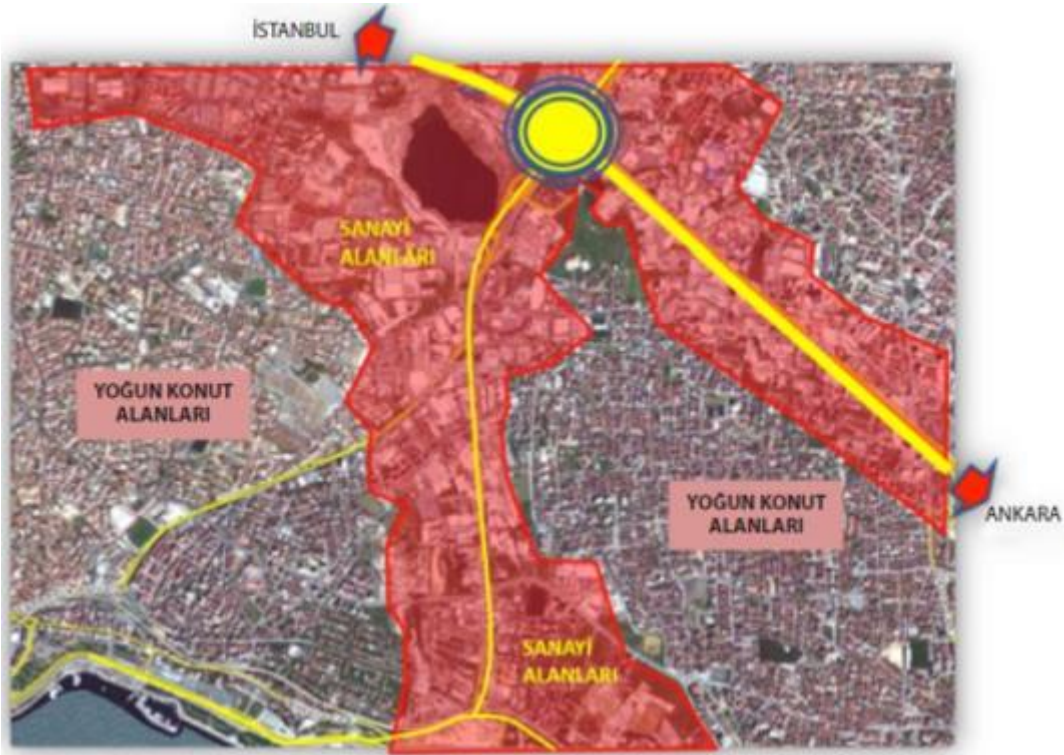 İSTANBUL
SANAYİ
ALANLARI
YOĞUN KONUT
ALANLARI
YOĞUN KONUT
ALANLARI
ANKARA
SANAYİ
ALANLARI